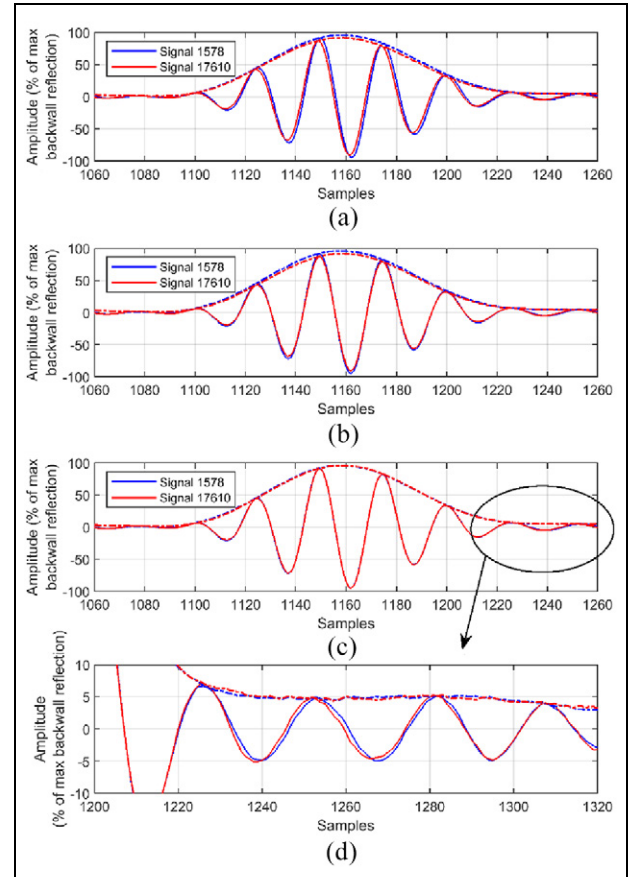 Amplitude (% of max
backwall reflection)
100
50
0
-50
-100
Signal 1578
Signal 17610
1060 1080 1100 1120 1140 1160 1180 1200 1220 1240 1260
Samples
(a)
Amplitude (% of max
backwall reflection)
100
50
0
-50
-100
Signal 1578
Signal 17610
1060 1080 1100 1120 1140 1160 1180 1200 1220 1240 1260
Samples
(b)
Amplitude (% of max
backwall reflection)
100
50
0
-50
-100
Signal 1578
Signal 17610
1060 1080 1100 1120 1140 1160 1180 1200 1220 1240 1260
Samples
(c)
Amplitude
(% of max backwall reflection)
10
5
0
-5
-10
1200 1220 1240 1260 1280 1300 1320
Samples
(d)